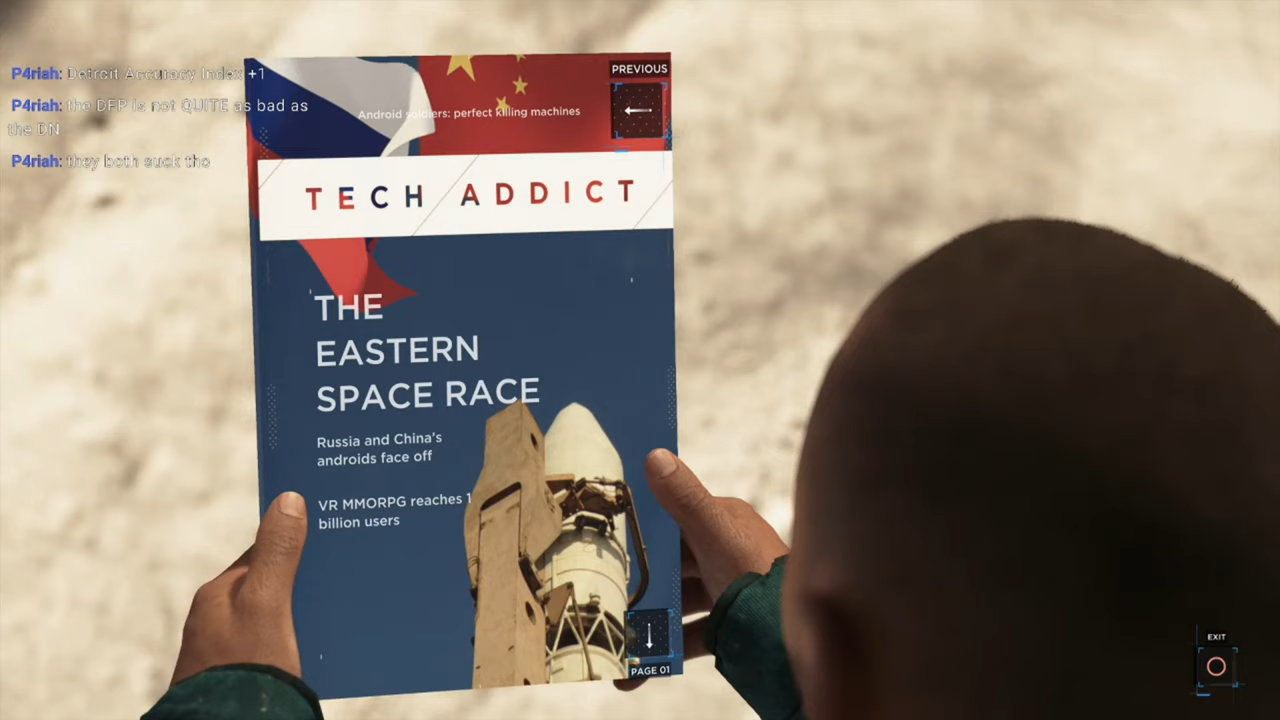 P4riah: Detroit Accuracy Index +1
P4riah: the DFP is not QUITE as bad as
the DN
P4riah: they both suck tho
PREVIOUS
Android soldiers: perfect killing machines
TECH ADDICT
THE
EASTERN
SPACE RACE
Russia and China's
androids face off
VR MMORPG reaches 1
billion users
PAGE 01
EXIT